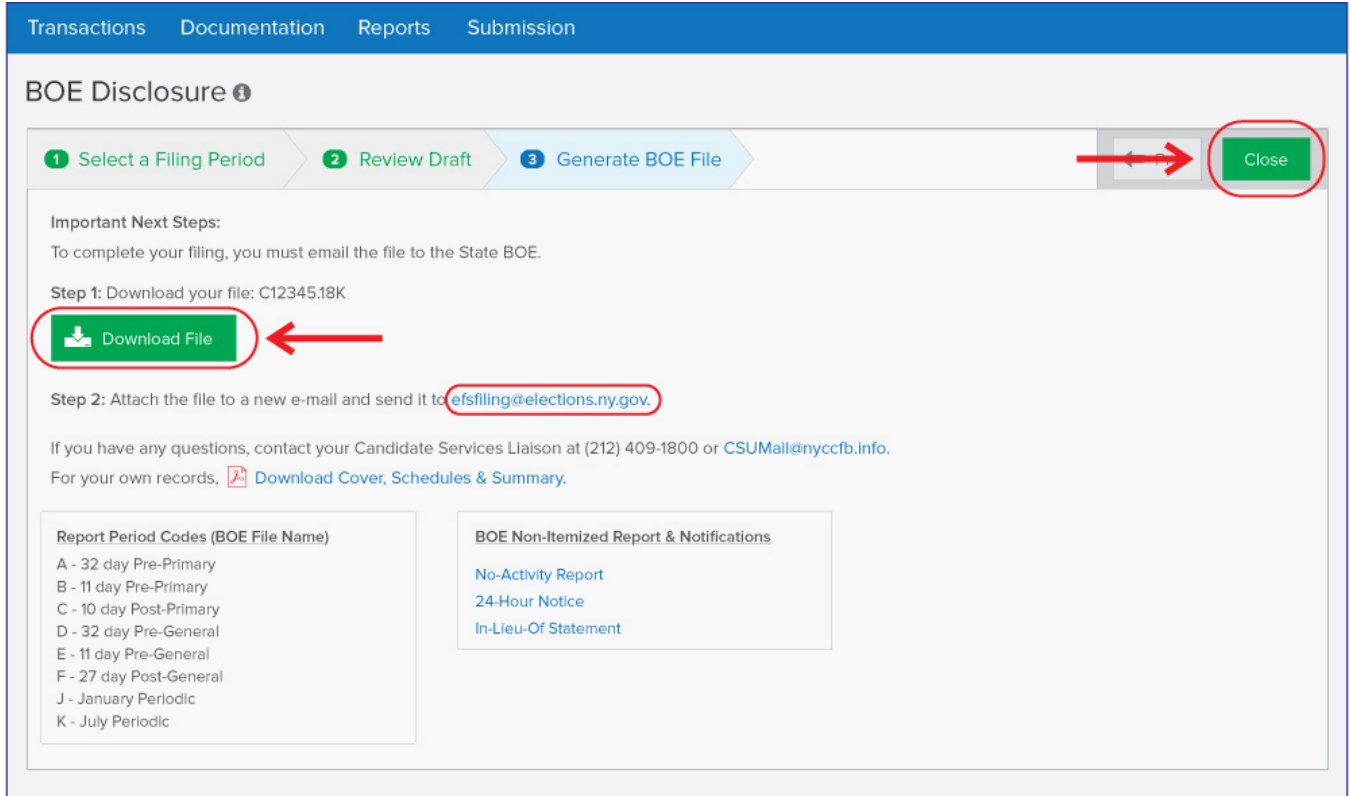 Transactions Documentation Reports Submission
BOE Disclosure
1 Select a Filing Period 2 Review Draft 3 Generate BOE File Close
Important Next Steps:
To complete your filing, you must email the file to the State BOE.
Step 1: Download your file: C12345.18K
Download File
Step 2: Attach the file to a new e-mail and send it to efsfiling@elections.ny.gov.
If you have any questions, contact your Candidate Services Liaison at (212) 409-1800 or CSUMail@nyccfb.info.
For your own records, Download Cover, Schedules & Summary.
Report Period Codes (BOE File Name)
A - 32 day Pre-Primary
B - 11 day Pre-Primary
C - 10 day Post-Primary
D - 32 day Pre-General
E - 11 day Pre-General
F - 27 day Post-General
J - January Periodic
K - July Periodic
BOE Non-Itemized Report & Notifications
No-Activity Report
24-Hour Notice
In-Lieu-Of Statement